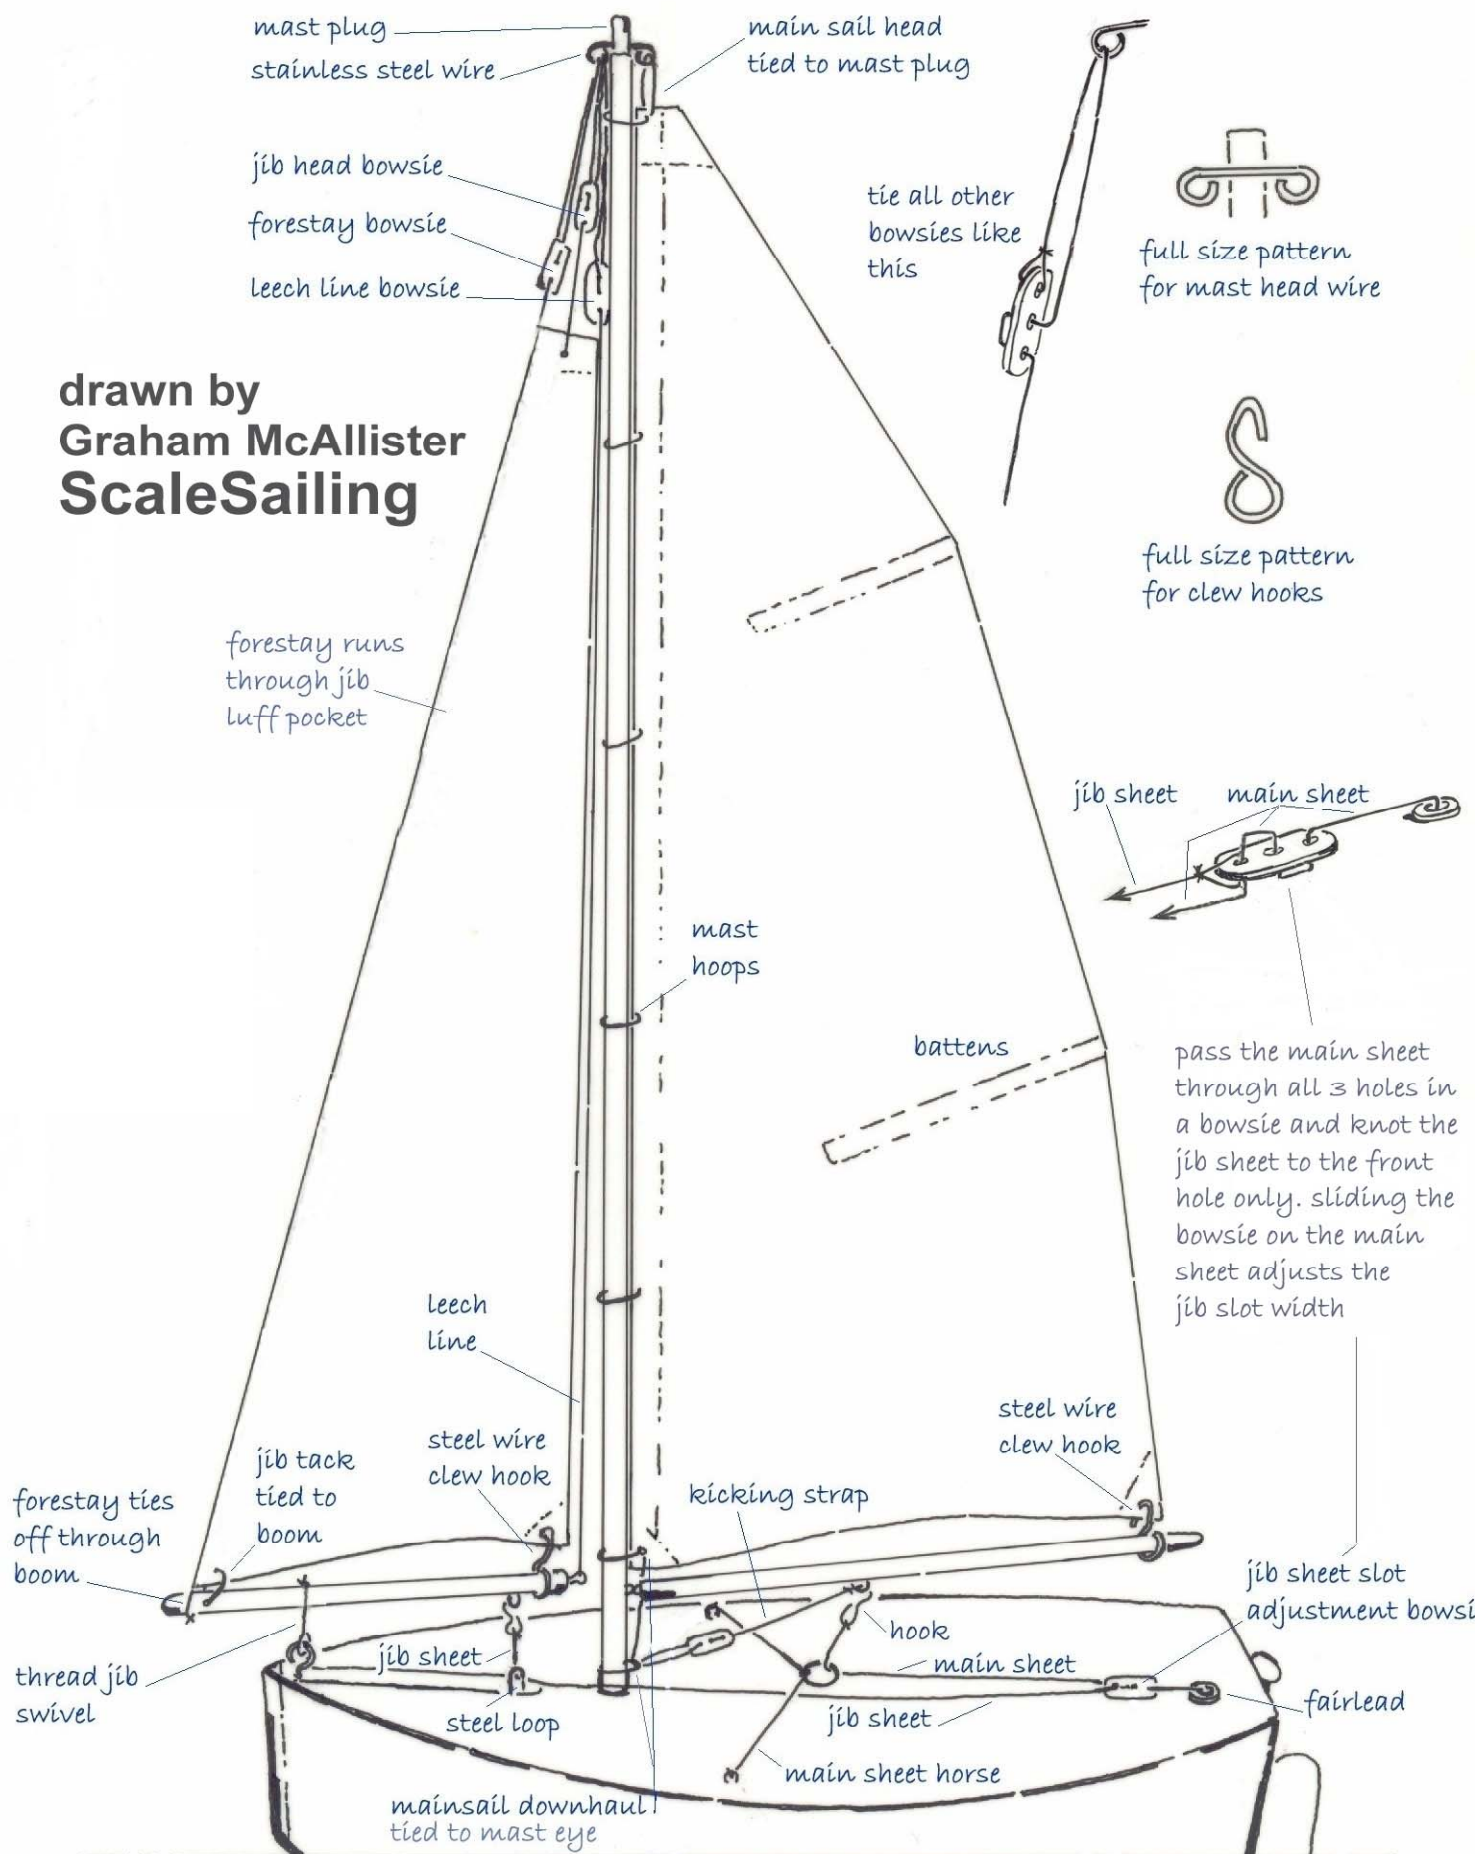 mast plug
stainless steel wire
main sail head
tied to mast plug
jib head bowsie
forestay bowsie
leech line bowsie
tie all other
bowsies like
this
full size pattern
for mast head wire
drawn by
Graham McAllister
ScaleSailing
full size pattern
for clew hooks
forestay runs
through jib
luff pocket
jib sheet
main sheet
mast
hoops
battens
pass the main sheet
through all 3 holes in
a bowsie and knot the
jib sheet to the front
hole only. sliding the
bowsie on the main
sheet adjusts the
jib slot width
leech
line
steel wire
clew hook
steel wire
clew hook
jib tack
tied to
boom
forestay ties
off through
boom
kicking strap
jib sheet slot
adjustment bowsi
hook
jib sheet
main sheet
thread jib
swivel
steel loop
jib sheet
fairlead
main sheet horse
mainsail downhaul
tied to mast eye